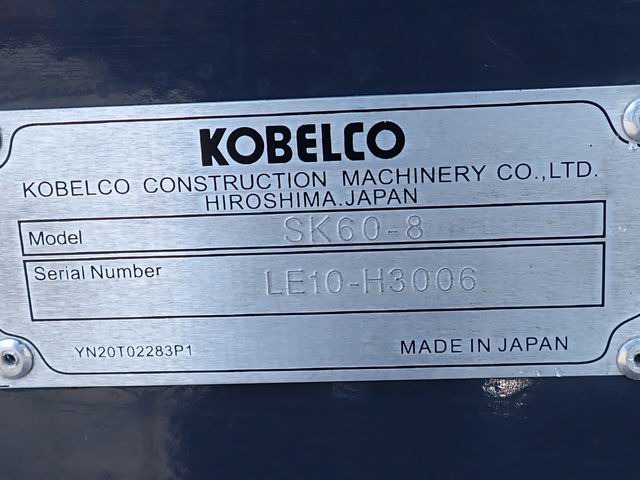 KOBELCO
KOBELCO CONSTRUCTION MACHINERY CO.,LTD.
HIROSHIMA.JAPAN
Model SK60-8
Serial Number LE10-H3006
YN20T02283P1 MADE IN JAPAN